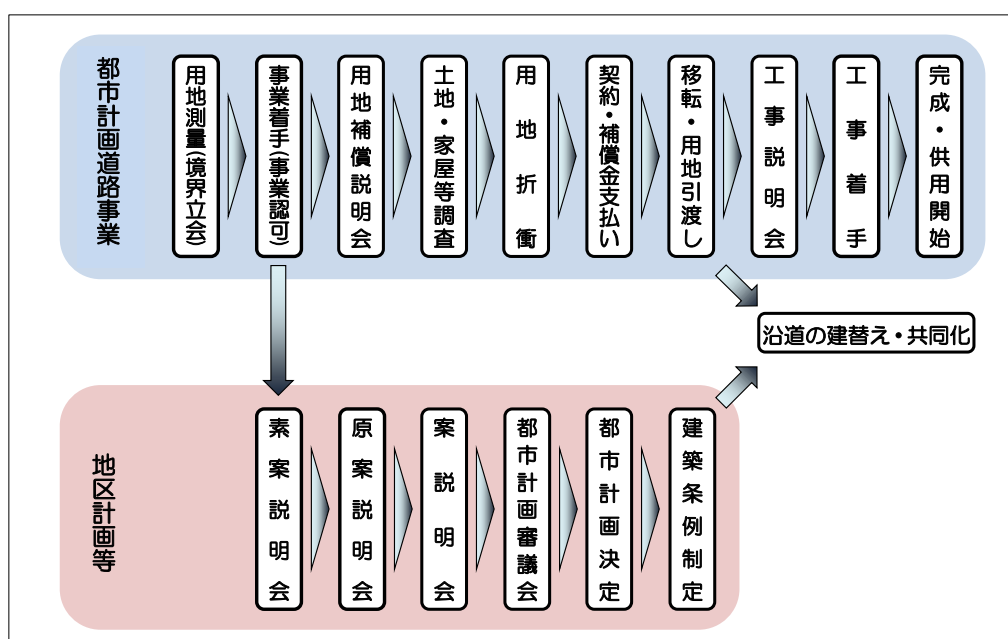 都市計画道路事業
用地測量(境界立会)
事業着手(事業認可)
用地補償説明会
土地・家屋等調査
用地折衝
契約・補償金支払い
移転・用地引渡し
工事説明会
工事着手
完成・供用開始
沿道の建替え・共同化
地区計画等
素案説明会
原案説明会
案説明会
都市計画審議会
都市計画決定
建築条例制定